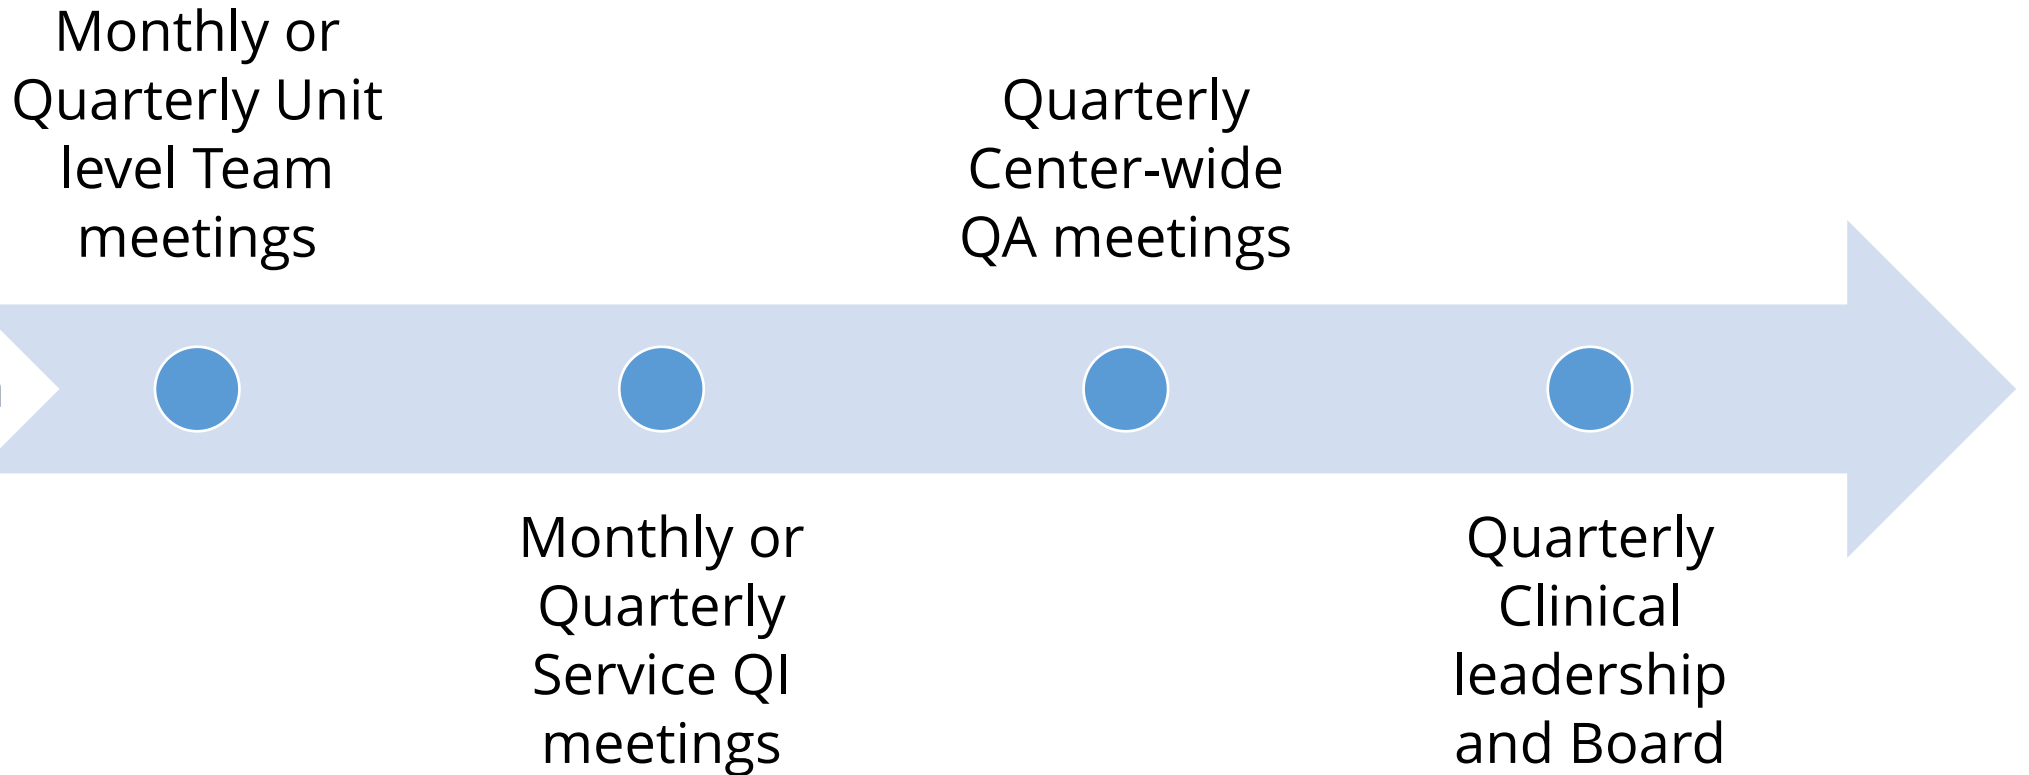 Monthly or
Quarterly Unit
level Team
meetings
Monthly or
Quarterly
Service QI
meetings
Quarterly
Center-wide
QA meetings
Quarterly
Clinical
leadership
and Board